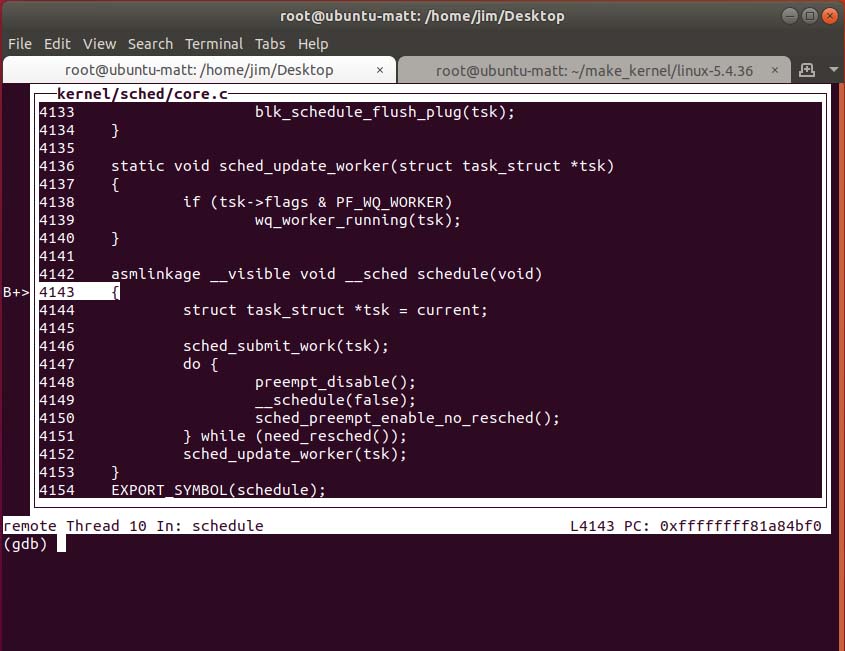 root@ubuntu-matt: /home/jim/Desktop
File Edit View Search Terminal Tabs Help
root@ubuntu-matt: /home/jim/Desktop × root@ubuntu-matt: ~/make_kernel/linux-5.4.36 ×
kernel/sched/core.c
4133                    blk_schedule_flush_plug(tsk);
4134    }
4135
4136    static void sched_update_worker(struct task_struct *tsk)
4137    {
4138            if (tsk->flags & PF_WQ_WORKER)
4139                    wq_worker_running(tsk);
4140    }
4141
4142    asmlinkage __visible void __sched schedule(void)
B+> 4143    {
4144            struct task_struct *tsk = current;
4145
4146            sched_submit_work(tsk);
4147            do {
4148                    preempt_disable();
4149                    __schedule(false);
4150                    sched_preempt_enable_no_resched();
4151            } while (need_resched());
4152            sched_update_worker(tsk);
4153    }
4154    EXPORT_SYMBOL(schedule);
remote Thread 10 In: schedule L4143 PC: 0xffffffff81a84bf0
(gdb)